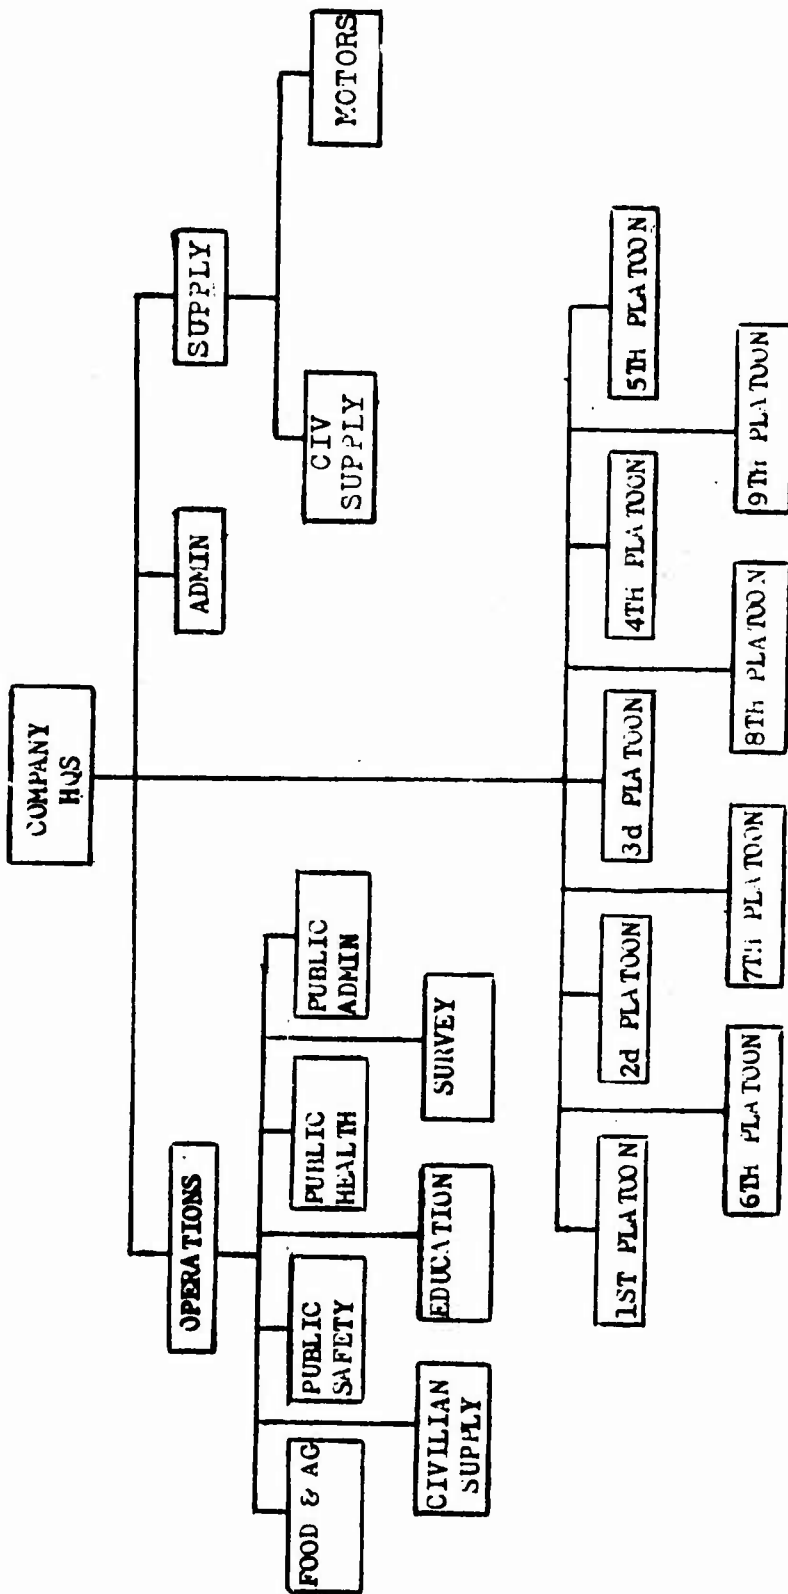 COMPANY
HQS
OPERATIONS
ADMIN
SUPPLY
FOOD & AG
PUBLIC
SAFETY
PUBLIC
HEALTH
PUBLIC
ADMIN
CIVILIAN
SUPPLY
EDUCATION
SURVEY
CIV
SUPPLY
MOTORS
1ST PLATOON
2d PLATOON
3d PLATOON
4TH PLATOON
5TH PLATOON
6TH PLATOON
7TH PLATOON
8TH PLATOON
9TH PLATOON